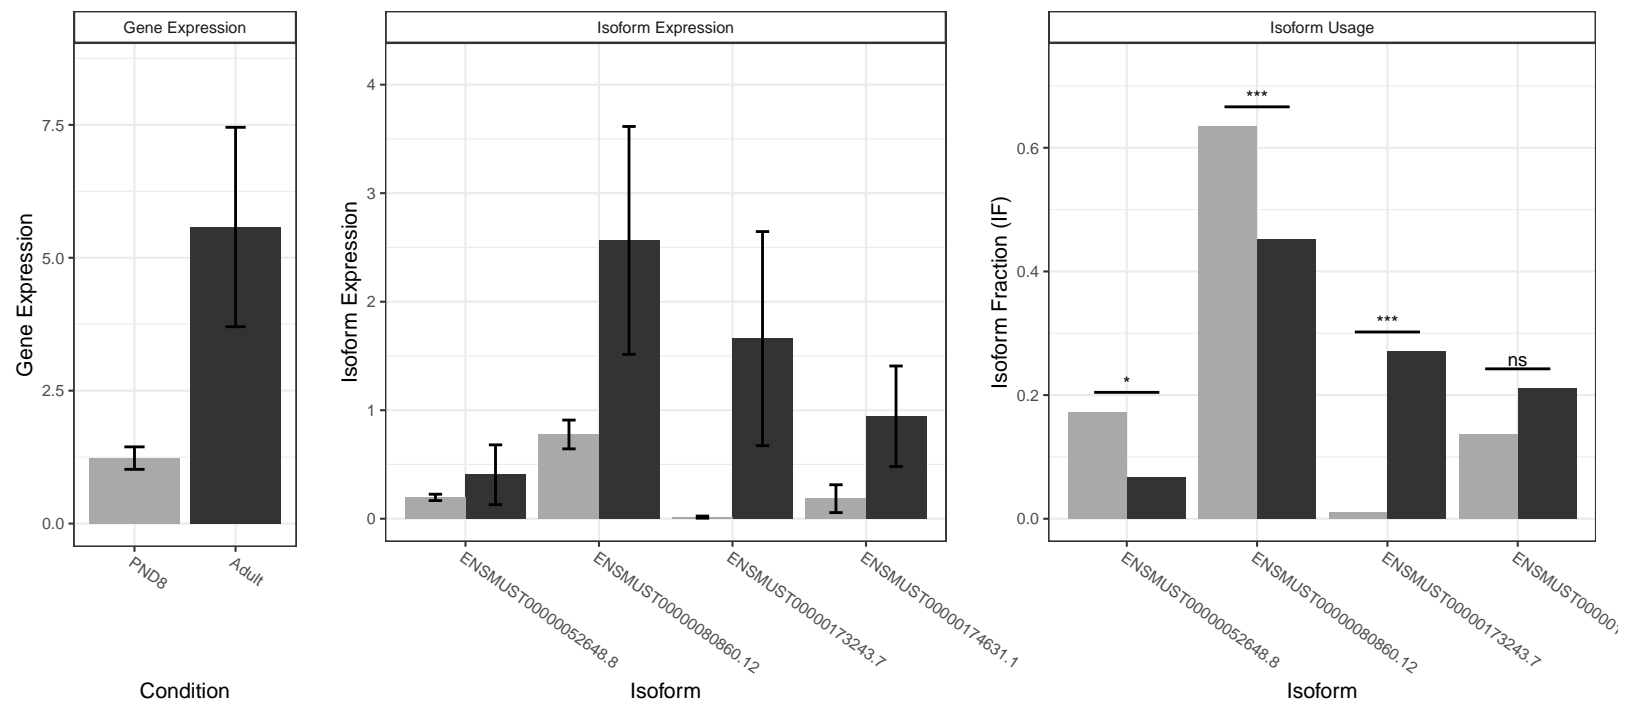 Gene Expression
Gene Expression
7.5
5.0
2.5
0.0
PND8
Adult
Condition
Isoform Expression
Isoform Expression
4
3
2
1
0
ENSMUST00000052648.8
ENSMUST00000080860.12
ENSMUST00000173243.7
ENSMUST00000174631.1
Isoform
Isoform Usage
Isoform Fraction (IF)
0.6
0.4
0.2
0.0
*
***
***
ns
ENSMUST00000052648.8
ENSMUST00000080860.12
ENSMUST00000173243.7
Isoform